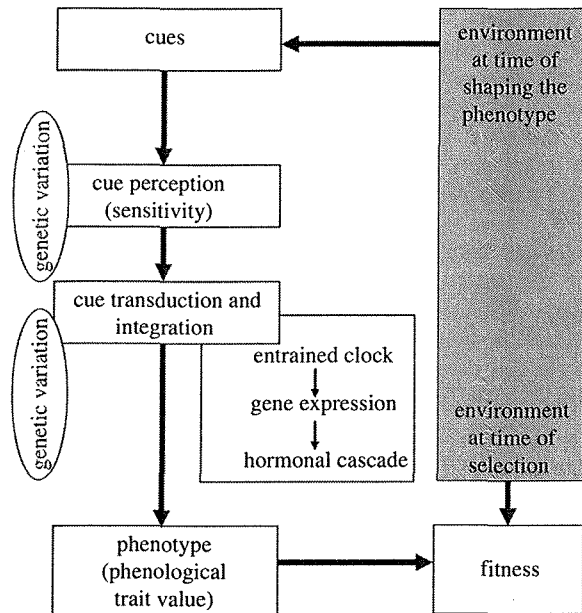 cues
environment
at time of
shaping the
phenotype
genetic variation
cue perception
(sensitivity)
cue transduction and
integration
genetic variation
entrained clock
gene expression
hormonal cascade
environment
at time of
selection
phenotype
(phenological
trait value)
fitness